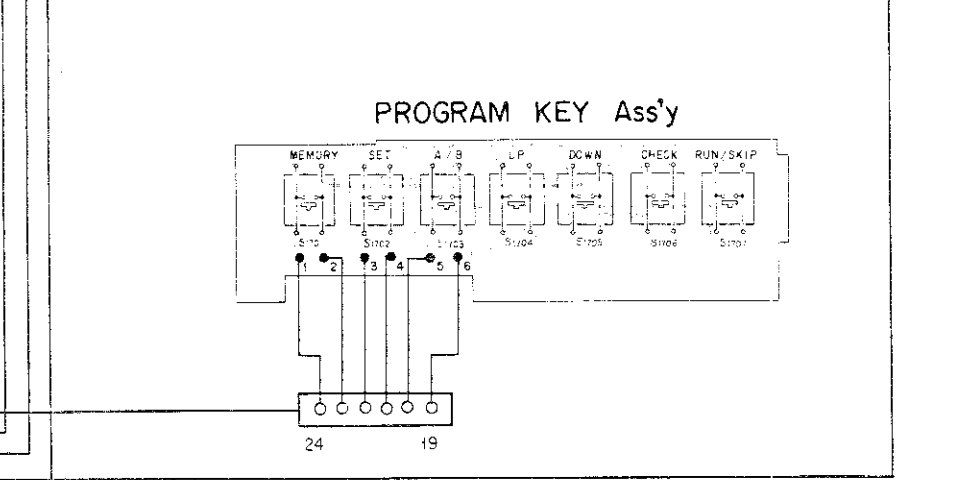 PROGRAM KEY Ass'y
MEMORY SET A/B UP DOWN CHECK RUN/SKIP
S170 S1702 S1703 S1704 S1705 S1706 S1707
1 2 3 4 5 6
24 19